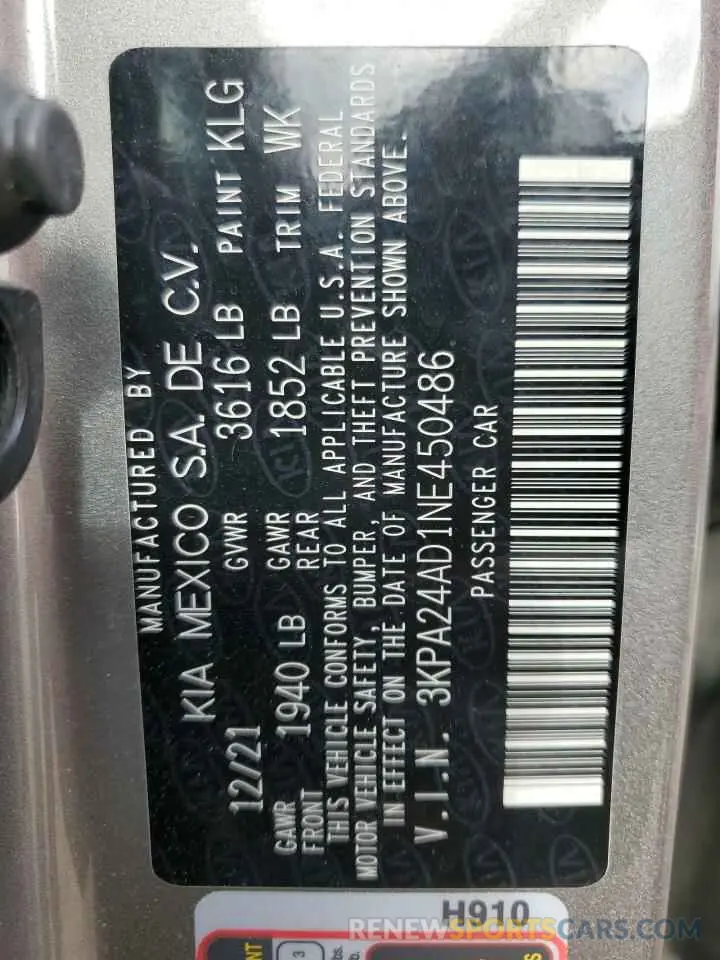 MANUFACTURED BY
KIA MEXICO S.A. DE C.V.
12/21 GVWR 3616 LB PAINT KLG
GAWR FRONT 1940 LB GAWR REAR 1852 LB TRIM WK
THIS VEHICLE CONFORMS TO ALL APPLICABLE U.S.A. FEDERAL
MOTOR VEHICLE SAFETY, BUMPER, AND THEFT PREVENTION STANDARDS
IN EFFECT ON THE DATE OF MANUFACTURE SHOWN ABOVE.
V.I.N. 3KPA24AD1NE450486
PASSENGER CAR
H910
RENEWSPORTSCARS.COM
3